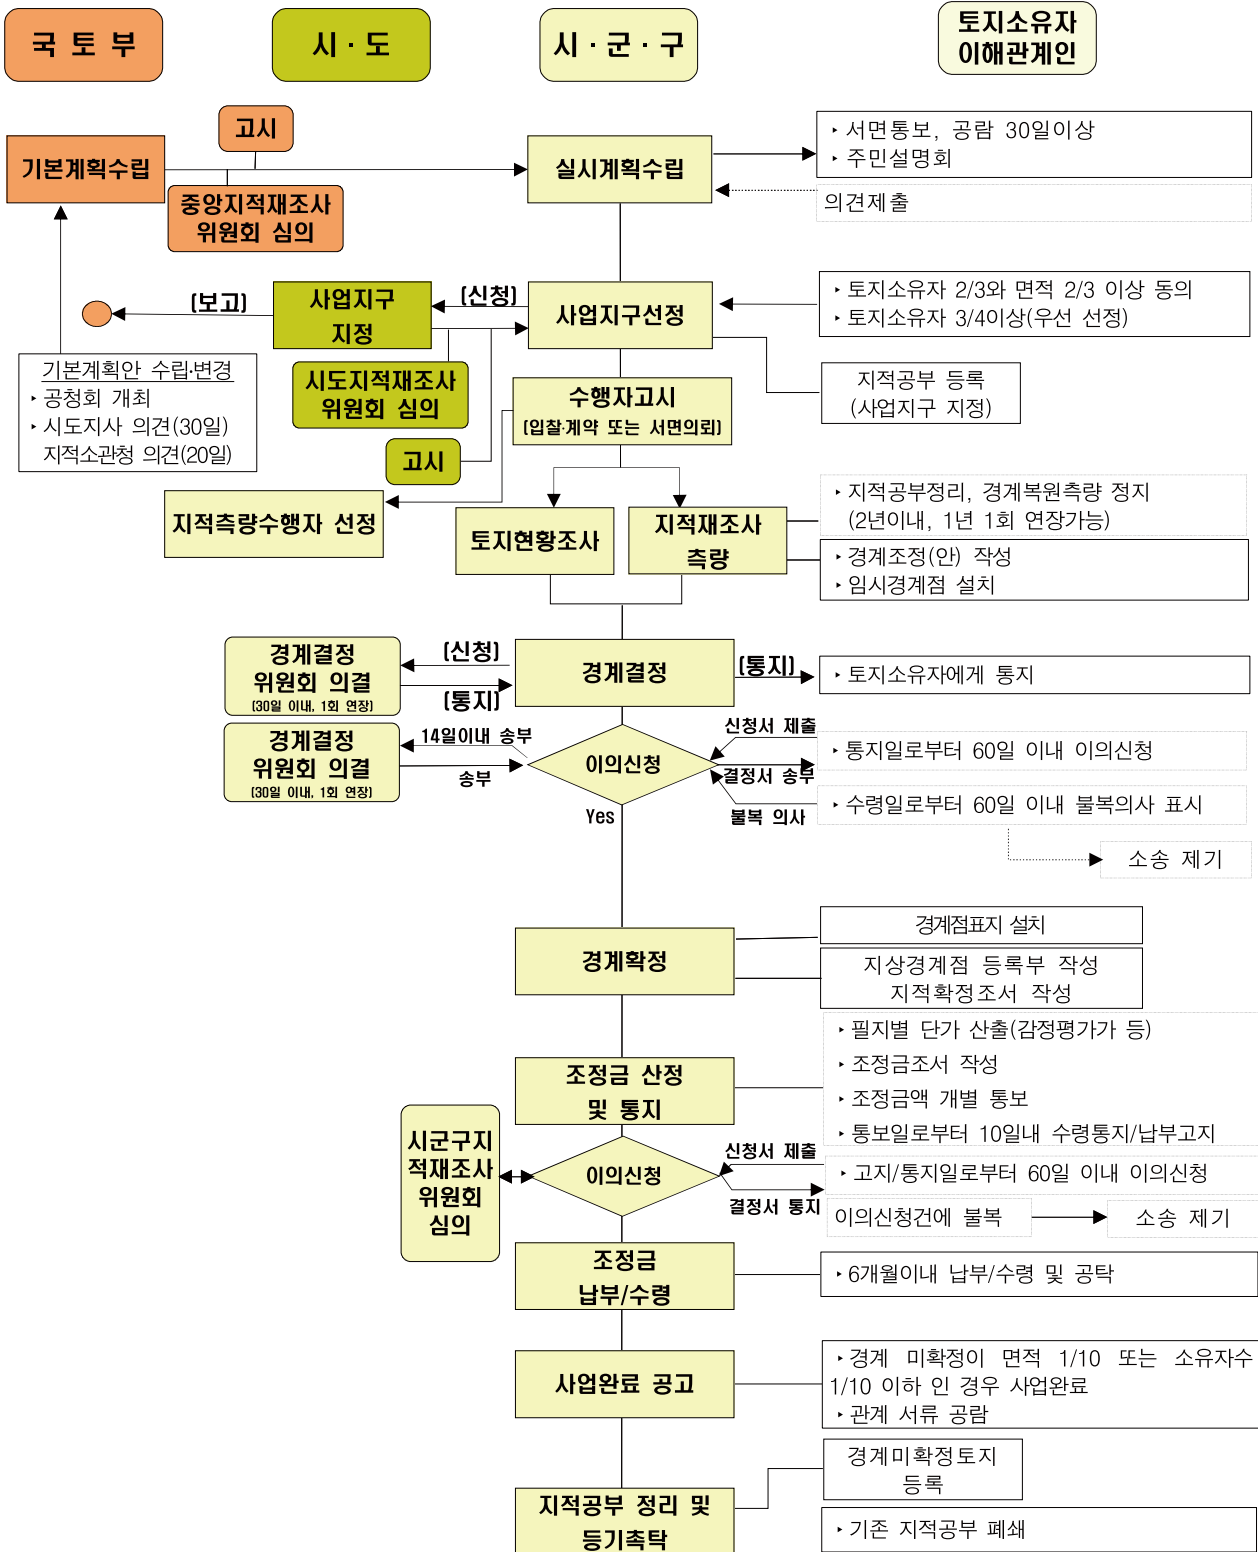 국 토 부
시 · 도
시 · 군 · 구
토지소유자
이해관계인
고시
기본계획수립
중앙지적재조사
위원회 심의
실시계획수립
‣ 서면통보, 공람 30일이상
‣ 주민설명회
의견제출
(보고)
사업지구
지정
(신청)
사업지구선정
‣ 토지소유자 2/3와 면적 2/3 이상 동의
‣ 토지소유자 3/4이상(우선 선정)
기본계획안 수립·변경
‣ 공청회 개최
‣ 시도지사 의견(30일)
지적소관청 의견(20일)
시도지적재조사
위원회 심의
고시
수행자고시
(입찰·계약 또는 서면의뢰)
지적공부 등록
(사업지구 지정)
지적측량수행자 선정
토지현황조사
지적재조사
측량
‣ 지적공부정리, 경계복원측량 정지
(2년이내, 1년 1회 연장가능)
‣ 경계조정(안) 작성
‣ 임시경계점 설치
경계결정
위원회 의결
(30일 이내, 1회 연장)
(신청)
(통지)
경계결정
(통지)
‣ 토지소유자에게 통지
경계결정
위원회 의결
(30일 이내, 1회 연장)
14일이내 송부
송부
이의신청
Yes
신청서 제출
결정서 송부
불복 의사
‣ 통지일로부터 60일 이내 이의신청
‣ 수령일로부터 60일 이내 불복의사 표시
소송 제기
경계확정
경계점표지 설치
지상경계점 등록부 작성
지적확정조서 작성
조정금 산정
및 통지
‣ 필지별 단가 산출(감정평가가 등)
‣ 조정금조서 작성
‣ 조정금액 개별 통보
‣ 통보일로부터 10일내 수령통지/납부고지
시군구지
적재조사
위원회
심의
이의신청
신청서 제출
결정서 통지
‣ 고지/통지일로부터 60일 이내 이의신청
이의신청건에 불복
소송 제기
조정금
납부/수령
‣ 6개월이내 납부/수령 및 공탁
사업완료 공고
‣ 경계 미확정이 면적 1/10 또는 소유자수
1/10 이하 인 경우 사업완료
‣ 관계 서류 공람
지적공부 정리 및
등기촉탁
경계미확정토지
등록
‣ 기존 지적공부 폐쇄